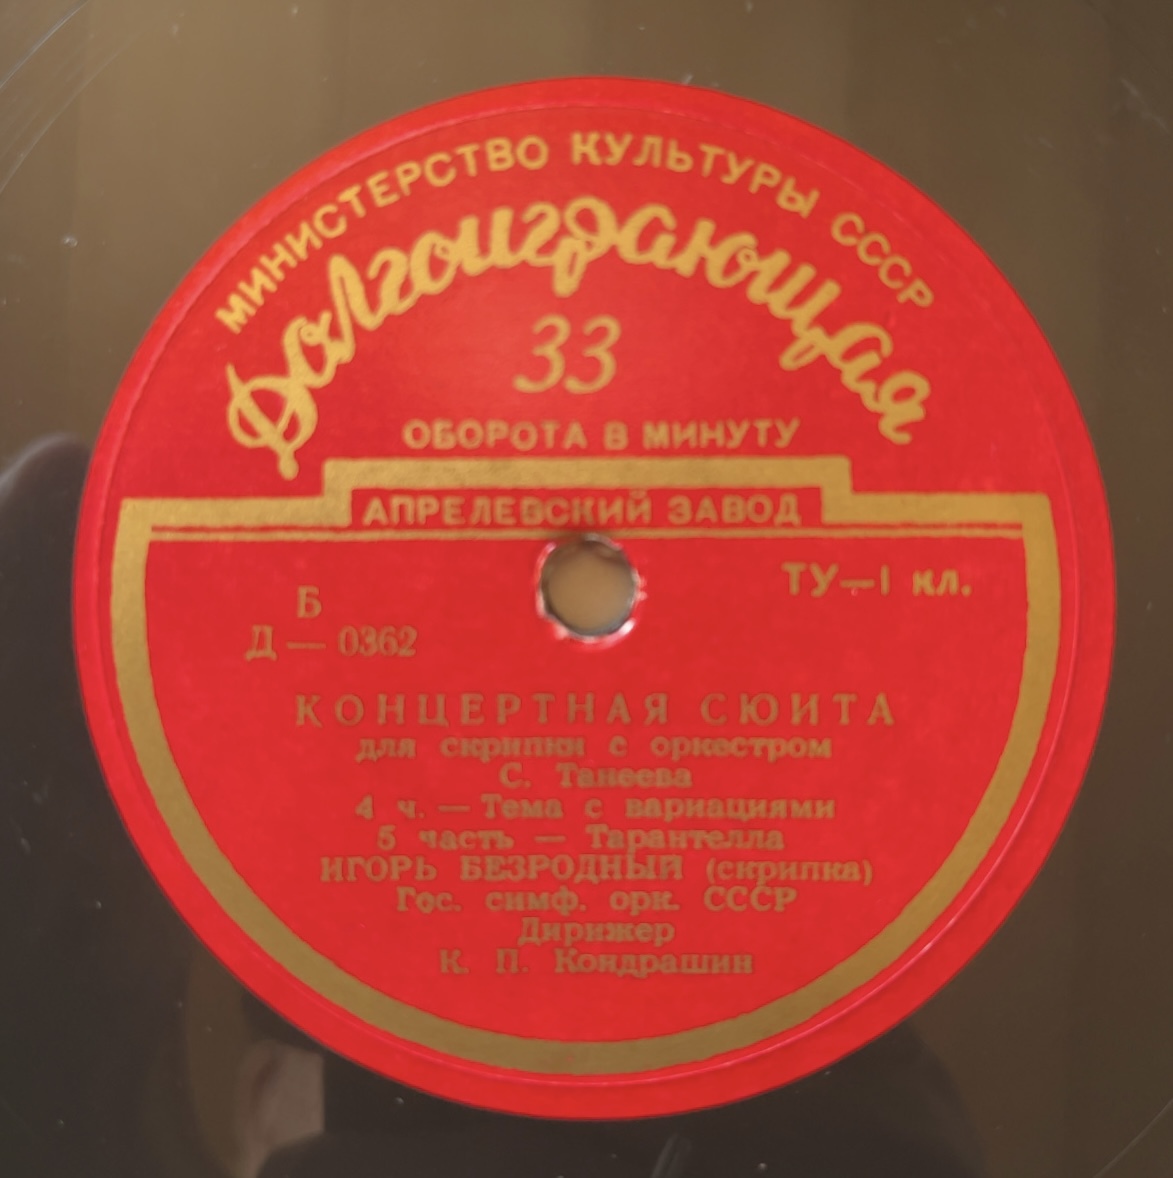 МИНИСТЕРСТВО КУЛЬТУРЫ СССР
Долгоиграющая
33
ОБОРОТА В МИНУТУ
АПРЕЛЕВСКИЙ ЗАВОД
ТУ—I кл.
Б
Д — 0362
КОНЦЕРТНАЯ СЮИТА
для скрипки с оркестром
С. Танеева
4 ч. — Тема с вариациями
5 часть — Тарантелла
ИГОРЬ БЕЗРОДНЫЙ (скрипка)
Гос. симф. орк. СССР
Дирижер
К. П. Кондрашин